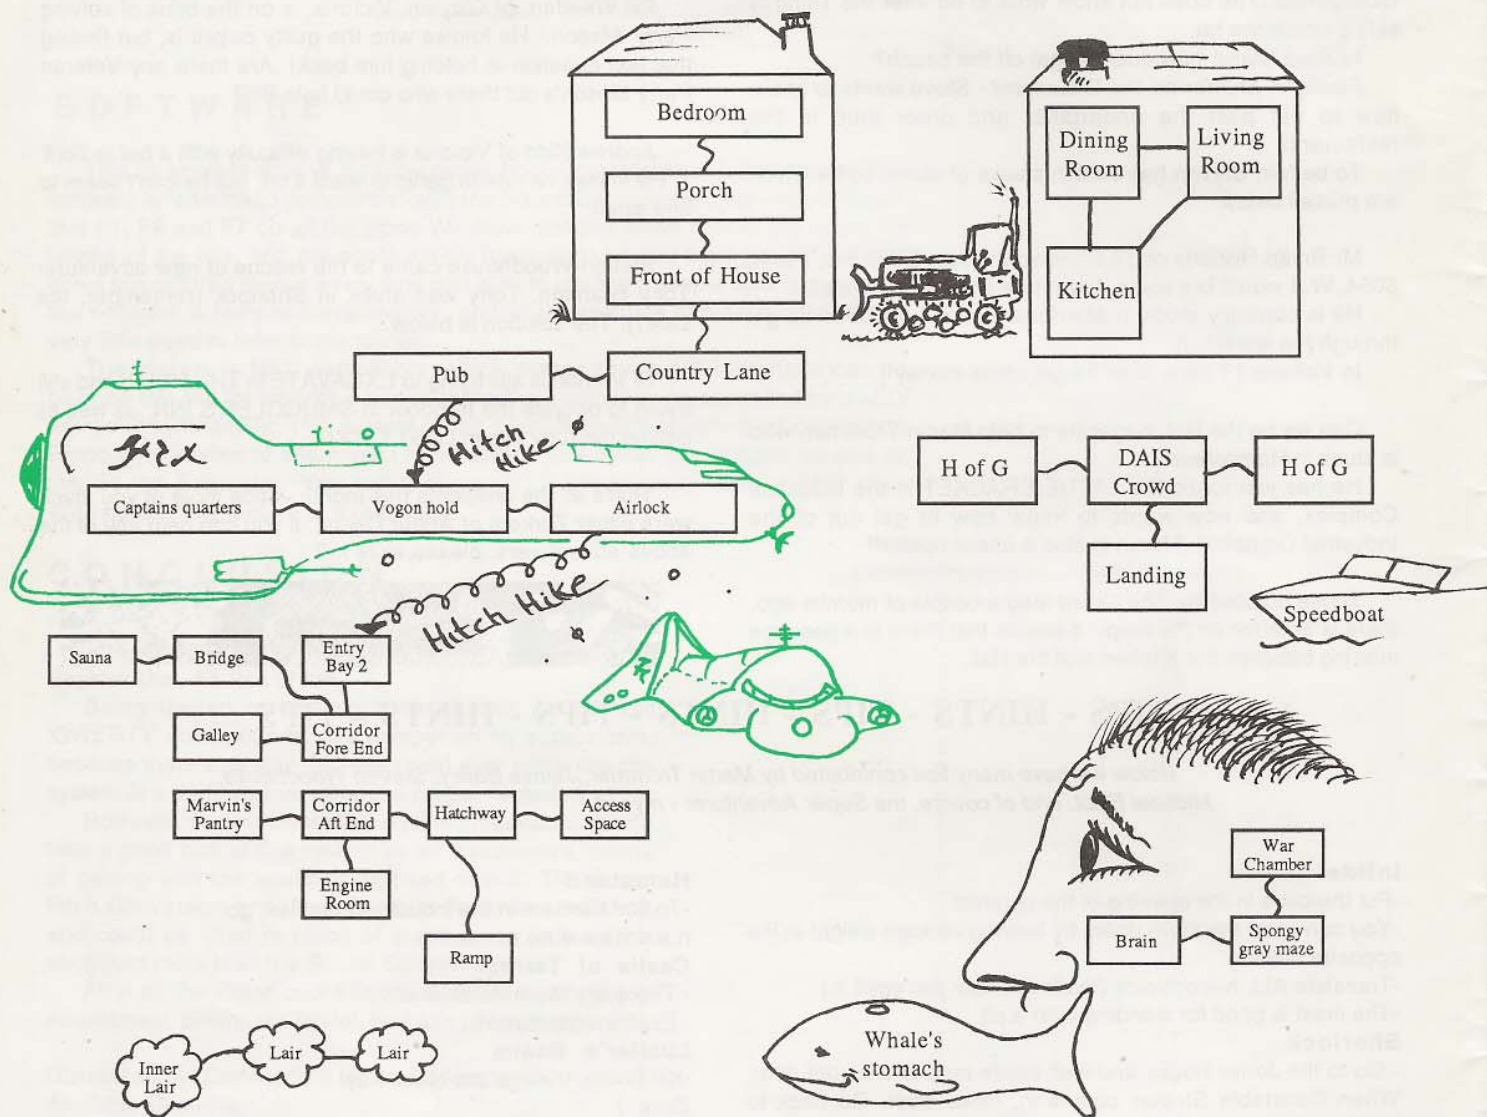 Bedroom
Porch
Front of House
Country Lane
Pub
Dining
Room
Living
Room
Kitchen
Hitch
Hike
Captains quarters
Vogon hold
Airlock
Hitch Hike
H of G
DAIS
Crowd
H of G
Landing
Speedboat
Sauna
Bridge
Entry
Bay 2
Galley
Corridor
Fore End
Marvin's
Pantry
Corridor
Aft End
Hatchway
Access
Space
Engine
Room
Ramp
War
Chamber
Brain
Spongy
gray maze
Inner
Lair
Lair
Lair
Whale's
stomach